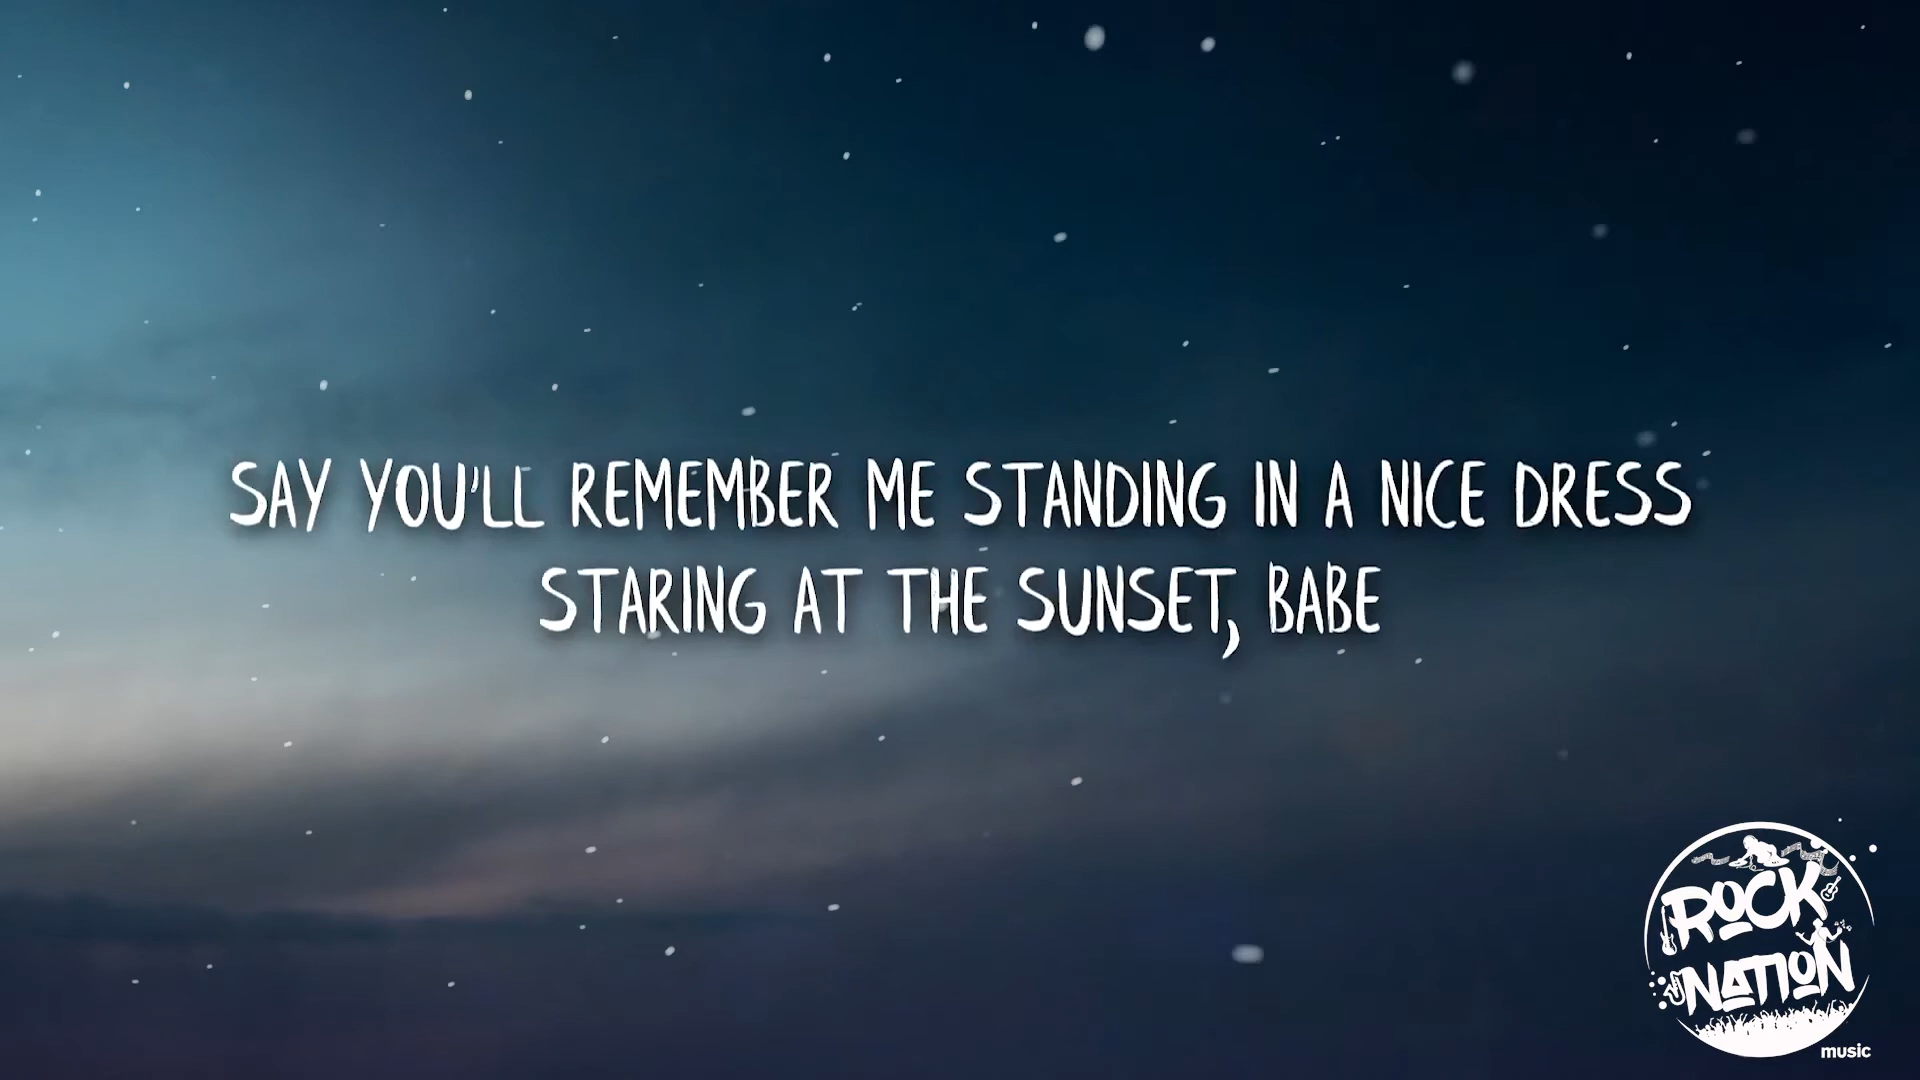 SAY YOU'LL REMEMBER ME STANDING IN A NICE DRESS
STARING AT THE SUNSET, BABE
ROCK
NATION
music